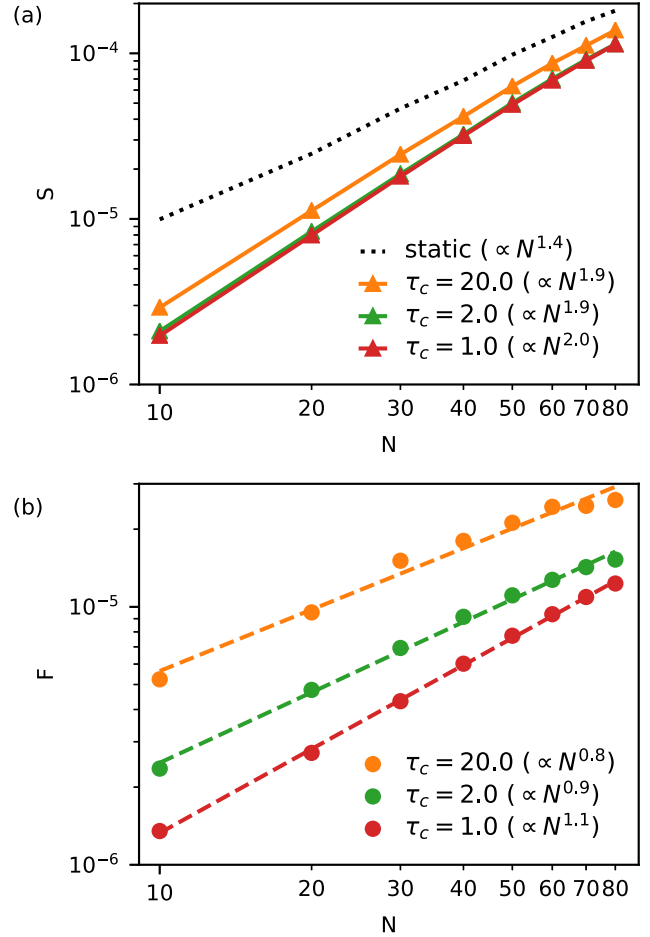 (a)
10^{-4}
10^{-5}
10^{-6}
S
static (∝ N^{1.4})
τ_c = 20.0 (∝ N^{1.9})
τ_c = 2.0 (∝ N^{1.9})
τ_c = 1.0 (∝ N^{2.0})
10 20 30 40 50 60 70 80
N
(b)
10^{-5}
10^{-6}
F
τ_c = 20.0 (∝ N^{0.8})
τ_c = 2.0 (∝ N^{0.9})
τ_c = 1.0 (∝ N^{1.1})
10 20 30 40 50 60 70 80
N